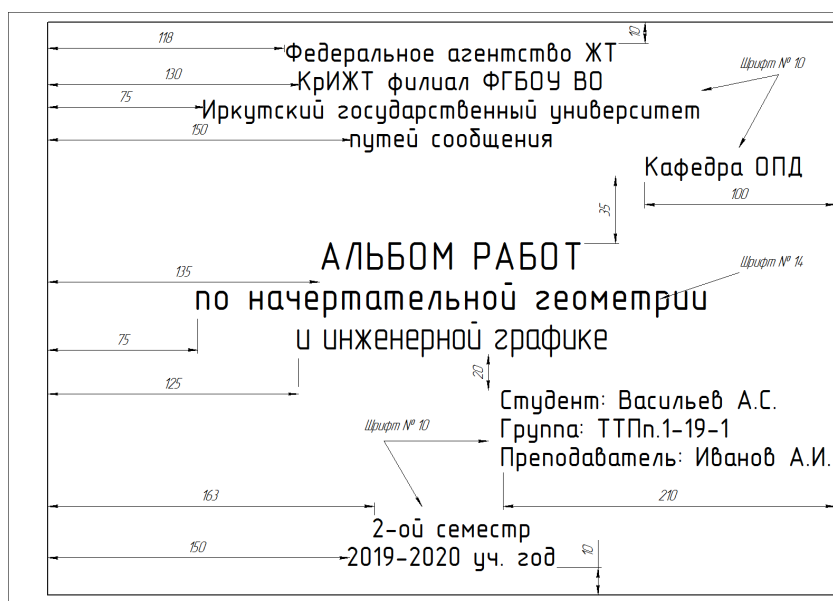 118
10
Федеральное агентство ЖТ
130
КрИЖТ филиал ФГБОУ ВО
Шрифт № 10
75
Иркутский государственный университет
150
путей сообщения
Кафедра ОПД
100
35
АЛЬБОМ РАБОТ
Шрифт № 14
135
по начертательной геометрии
75
и инженерной графике
20
125
Студент: Васильев А.С.
Шрифт № 10
Группа: ТТПп.1-19-1
Преподаватель: Иванов А.И.
163
210
2-ой семестр
150
2019-2020 уч. год
10